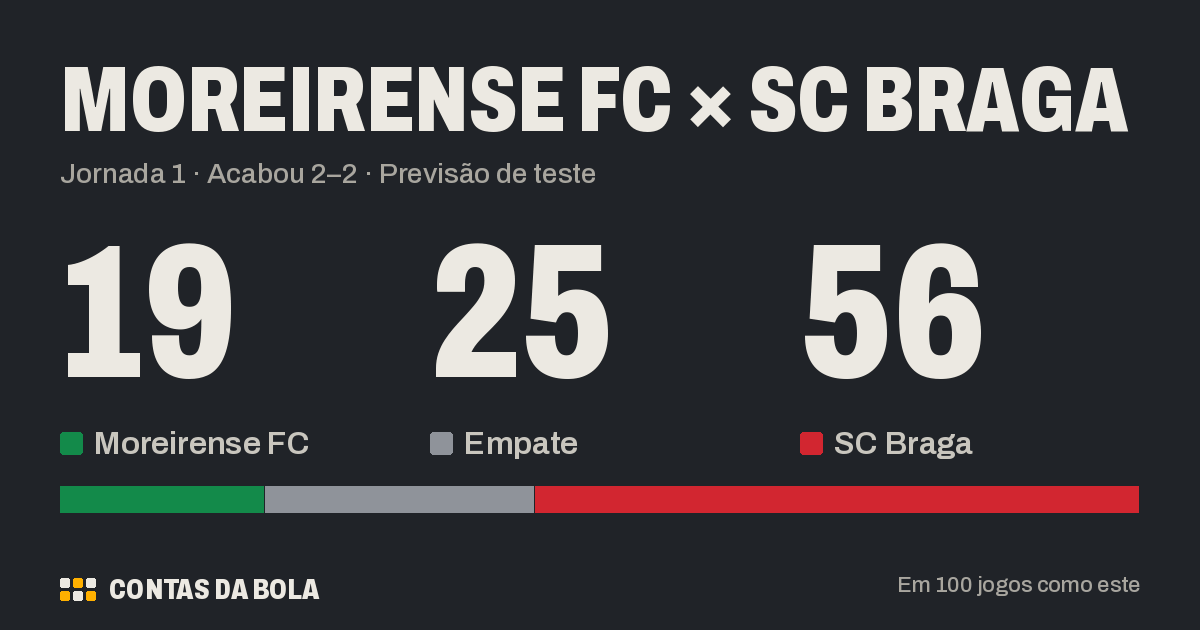 MOREIRENSE FC × SC BRAGA
Jornada 1 · Acabou 2–2 · Previsão de teste
19 25 56
Moreirense FC Empate SC Braga
CONTAS DA BOLA Em 100 jogos como este